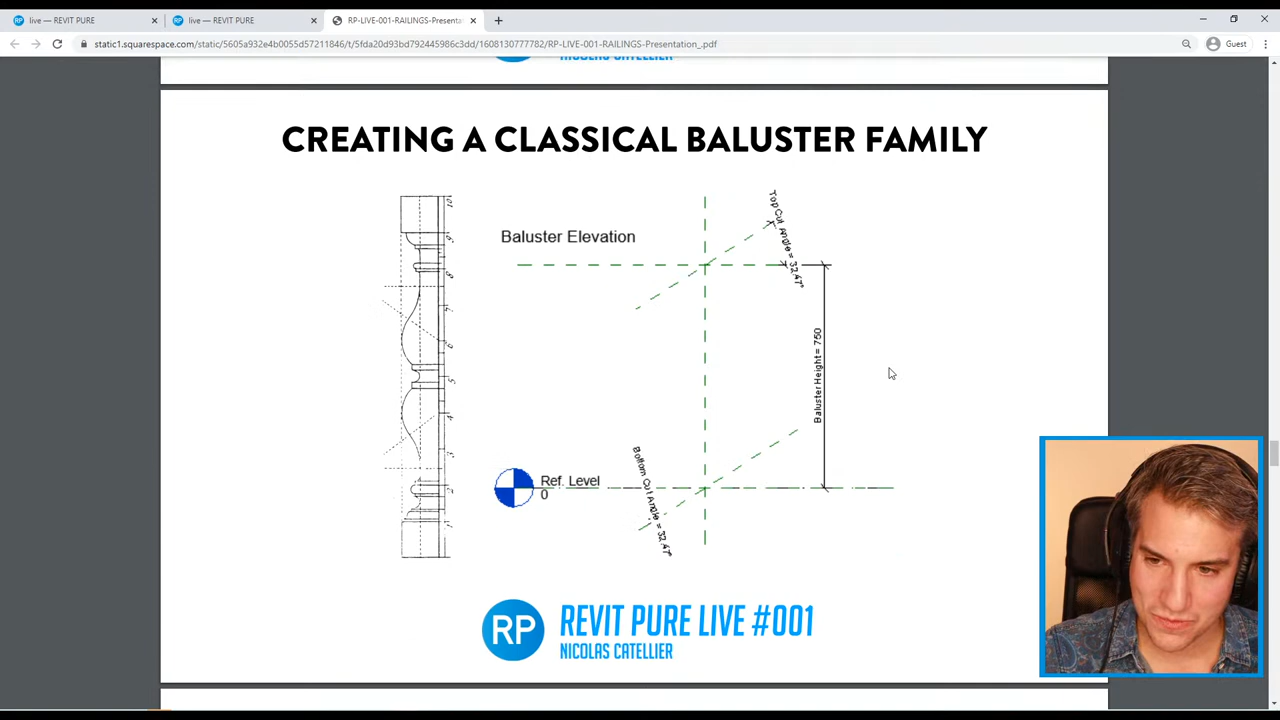 live — REVIT PURE
live — REVIT PURE
RP-LIVE-001-RAILINGS-Presentatio
static1.squarespace.com/static/5605a932e4b0055d57211846/t/5fda20d93bd792445986c3dd/1608130777782/RP-LIVE-001-RAILINGS-Presentation_.pdf
Guest
NICOLAS CATELLIER
CREATING A CLASSICAL BALUSTER FAMILY
Baluster Elevation
Top Cut Angle = 32.47°
Baluster Height = 750
Bottom Cut Angle = 32.47°
Ref. Level
0
RP
REVIT PURE LIVE #001
NICOLAS CATELLIER